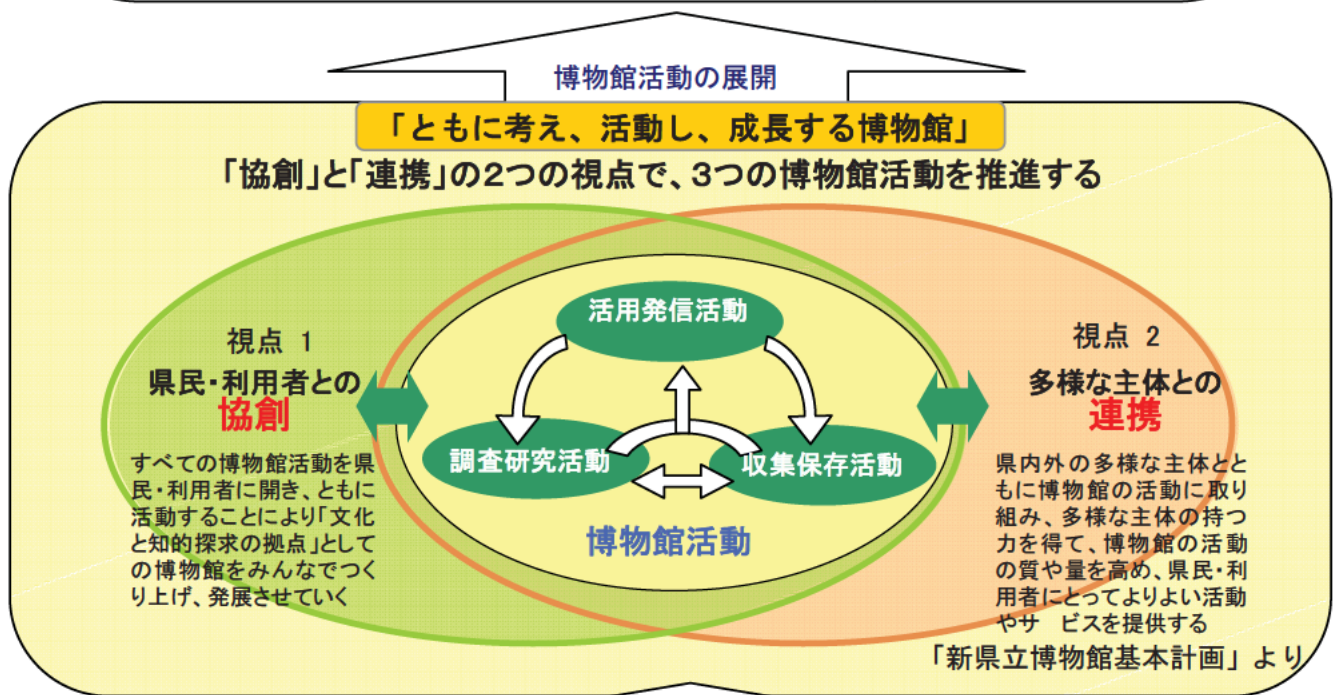 博物館活動の展開
「ともに考え、活動し、成長する博物館」
「協創」と「連携」の2つの視点で、3つの博物館活動を推進する
視点 1
県民・利用者との
協創
すべての博物館活動を県
民・利用者に開き、ともに
活動することにより「文化
と知的探求の拠点」として
の博物館をみんなでつく
り上げ、発展させていく
活用発信活動
調査研究活動
収集保存活動
博物館活動
視点 2
多様な主体との
連携
県内外の多様な主体とと
もに博物館の活動に取り
組み、多様な主体の持つ
力を得て、博物館の活動
の質や量を高め、県民・利
用者にとってよりよい活動
やサ ビスを提供する
「新県立博物館基本計画」より